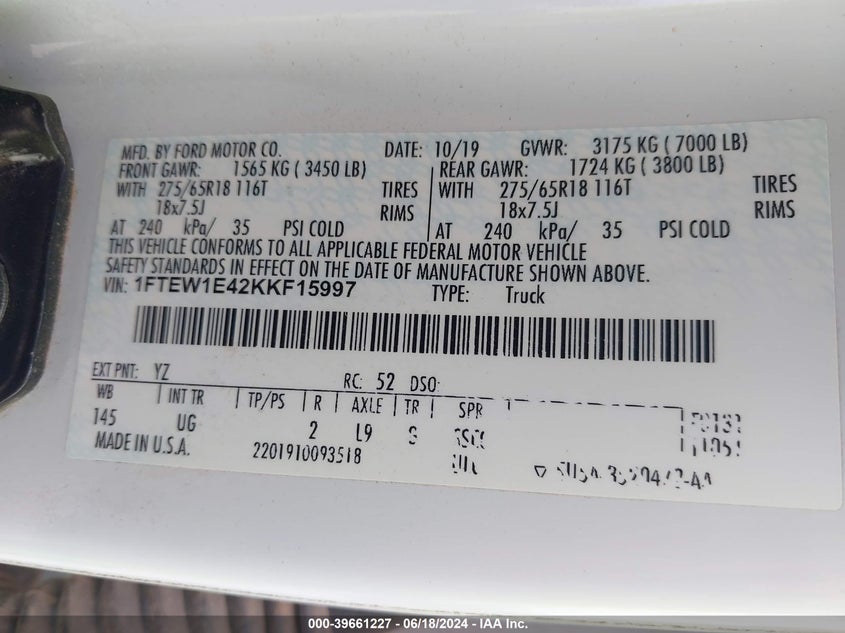 MFD. BY FORD MOTOR CO. DATE: 10/19 GVWR: 3175 KG ( 7000 LB)
FRONT GAWR: 1565 KG ( 3450 LB) REAR GAWR: 1724 KG ( 3800 LB)
WITH 275/65R18 116T TIRES WITH 275/65R18 116T TIRES
18x7.5J RIMS 18x7.5J RIMS
AT 240 kPa/ 35 PSI COLD AT 240 kPa/ 35 PSI COLD
THIS VEHICLE CONFORMS TO ALL APPLICABLE FEDERAL MOTOR VEHICLE
SAFETY STANDARDS IN EFFECT ON THE DATE OF MANUFACTURE SHOWN ABOVE.
VIN: 1FTEW1E42KKF15997 TYPE: Truck
EXT PNT: YZ RC: 52 DSO:
WB INT TR TP/PS R AXLE TR SPR
145 UG 2 L9
MADE IN U.S.A. 2201910093518
000-39661227 - 06/18/2024 - IAA Inc.